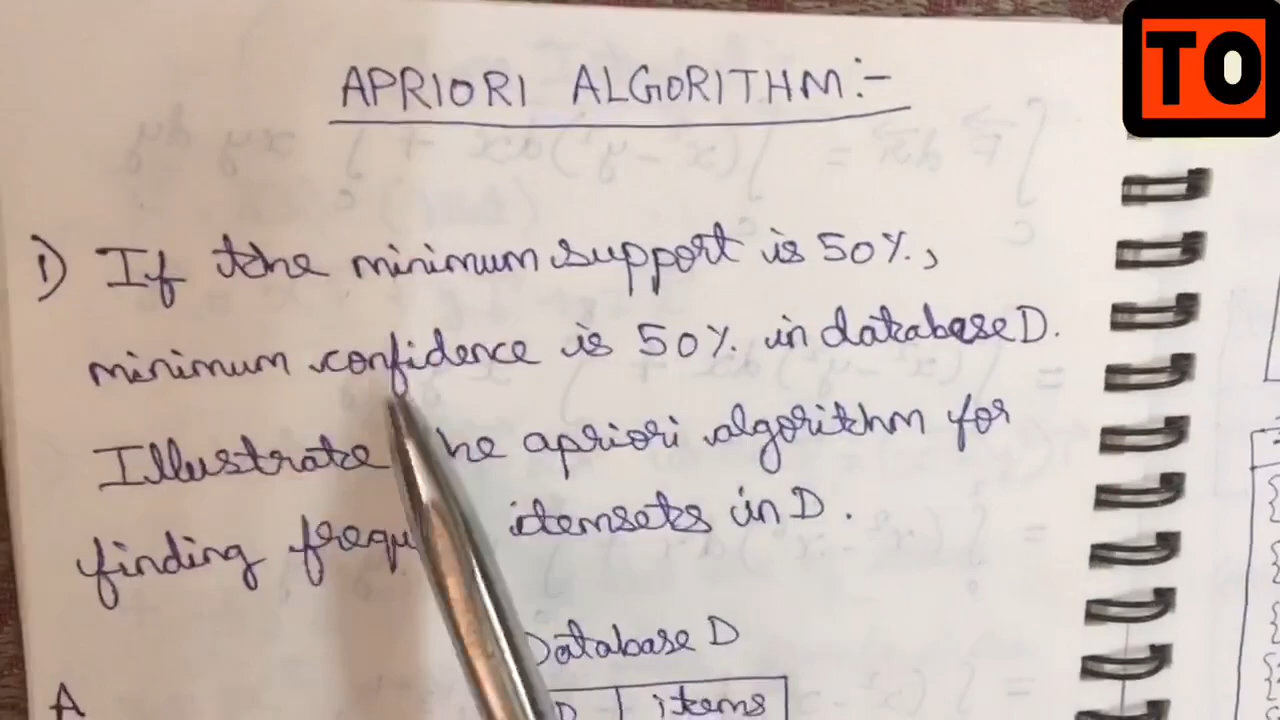 TO
APRIORI ALGORITHM:-
1) If the minimum support is 50%,
minimum confidence is 50% in database D.
Illustrate the apriori algorithm for
finding itemsets in D.
Database D
items
A